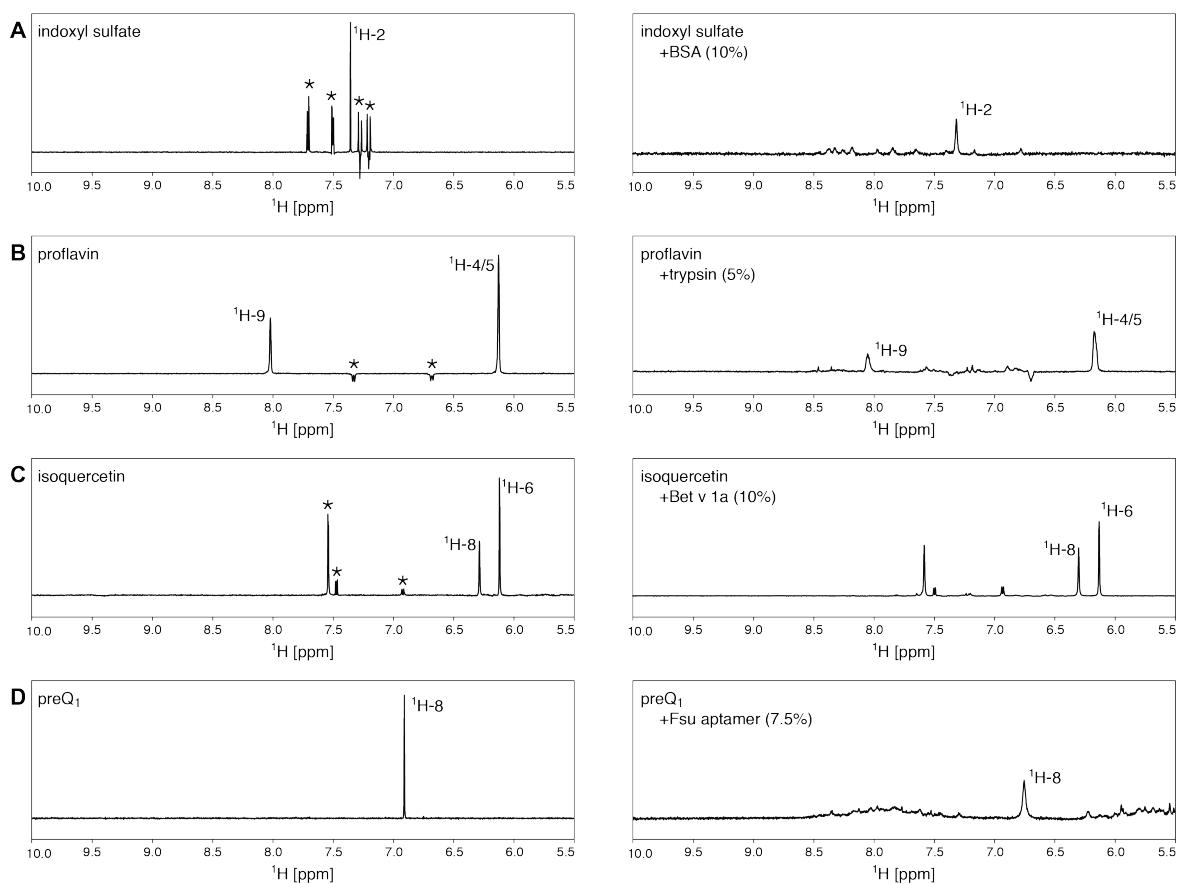 A
indoxyl sulfate
¹H-2
*
*
*
*
10.0 9.5 9.0 8.5 8.0 7.5 7.0 6.5 6.0 5.5
¹H [ppm]
indoxyl sulfate
+BSA (10%)
¹H-2
10.0 9.5 9.0 8.5 8.0 7.5 7.0 6.5 6.0 5.5
¹H [ppm]
B
proflavin
¹H-4/5
¹H-9
*
*
10.0 9.5 9.0 8.5 8.0 7.5 7.0 6.5 6.0 5.5
¹H [ppm]
proflavin
+trypsin (5%)
¹H-4/5
¹H-9
10.0 9.5 9.0 8.5 8.0 7.5 7.0 6.5 6.0 5.5
¹H [ppm]
C
isoquercetin
¹H-6
*
¹H-8
*
*
10.0 9.5 9.0 8.5 8.0 7.5 7.0 6.5 6.0 5.5
¹H [ppm]
isoquercetin
+Bet v 1a (10%)
¹H-6
¹H-8
10.0 9.5 9.0 8.5 8.0 7.5 7.0 6.5 6.0 5.5
¹H [ppm]
D
preQ₁
¹H-8
10.0 9.5 9.0 8.5 8.0 7.5 7.0 6.5 6.0 5.5
¹H [ppm]
preQ₁
+Fsu aptamer (7.5%)
¹H-8
10.0 9.5 9.0 8.5 8.0 7.5 7.0 6.5 6.0 5.5
¹H [ppm]